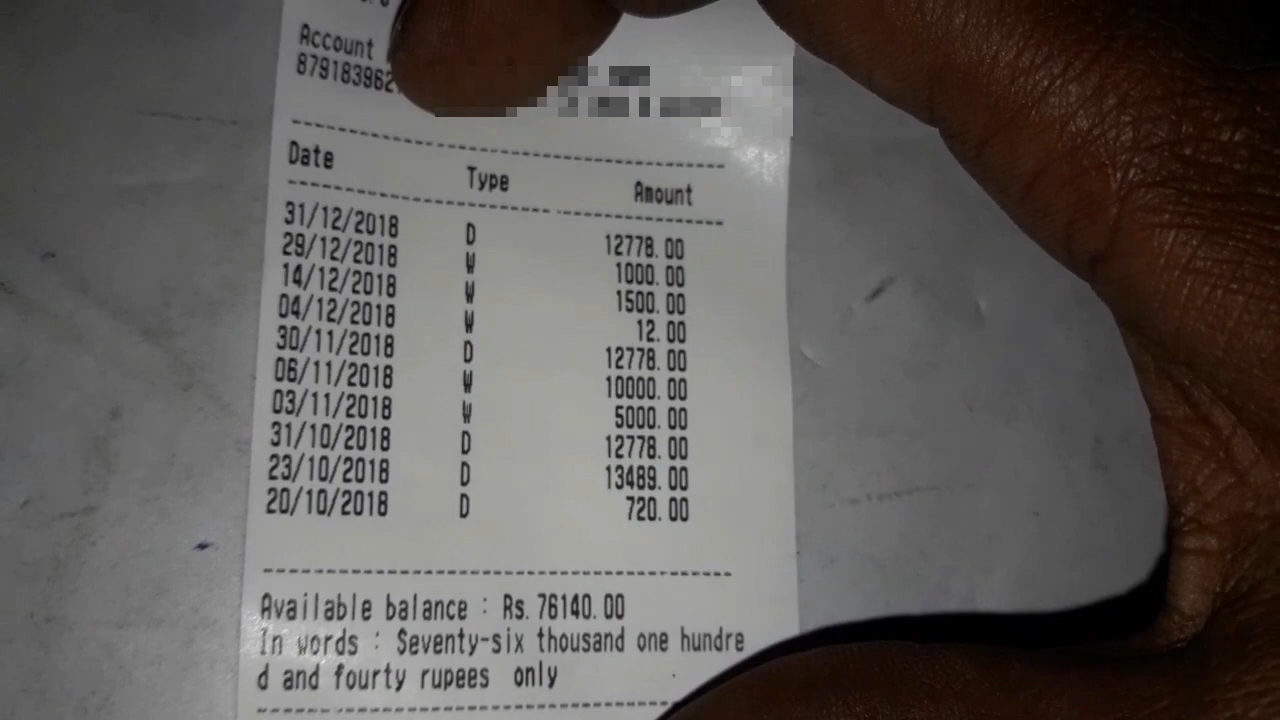 Account
879183962
Date Type Amount
31/12/2018 D 12778.00
29/12/2018 W 1000.00
14/12/2018 W 1500.00
04/12/2018 W 12.00
30/11/2018 D 12778.00
06/11/2018 W 10000.00
03/11/2018 W 5000.00
31/10/2018 D 12778.00
23/10/2018 D 13489.00
20/10/2018 D 720.00
Available balance : Rs.76140.00
In words : Seventy-six thousand one hundre
d and fourty rupees only